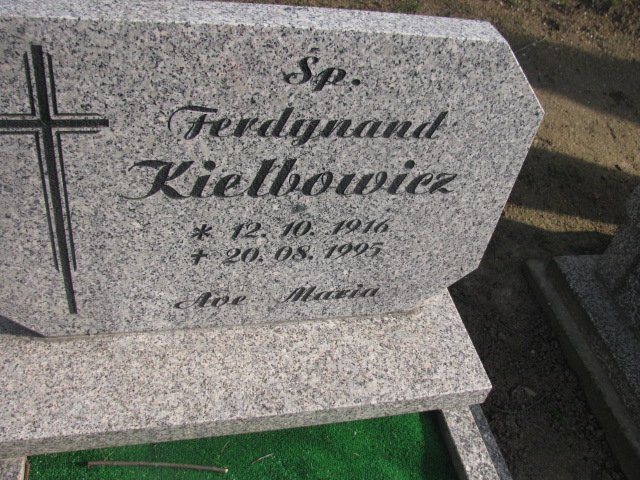 Śp.
Ferdynand
Kiełbowicz
* 12. 10. 1916
+ 20. 08. 1995
Ave Maria